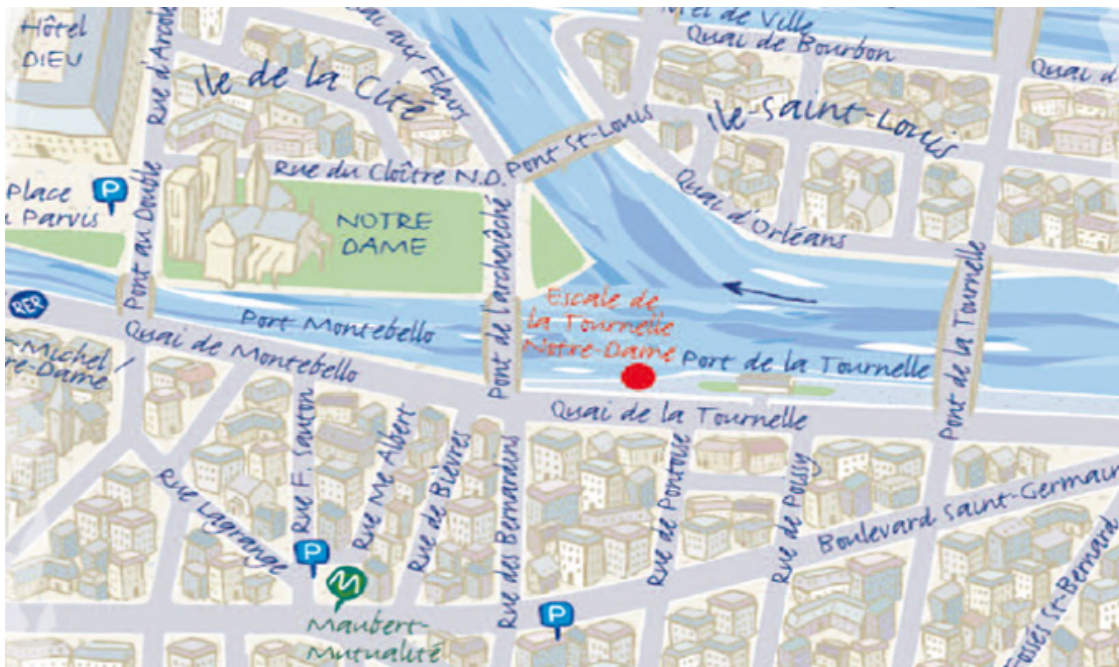 Hôtel
DIEU
Rue d'Arcole
Ile de la Cité
Quai aux Fleurs
de Ville
Quai de Bourbon
Quai d
Ile-Saint-Louis
Pont St-Louis
Rue du Cloître N.D.
Place
Parvis
P
NOTRE
DAME
Quai d'Orléans
Pont au Double
Pont de l'archevêché
Pont de la Tournelle
RER
Port Montebello
Quai de Montebello
Michel
Dame
Escale de
la Tournelle
Notre-Dame
Port de la Tournelle
Quai de la Tournelle
Rue Lagrange
Rue F. Sauton
Rue Me Albert
Rue de Bièvres
Rue des Bernardins
Rue de Pontois
Rue de Poissy
Boulevard Saint-Germain
St-Bernard
P
M
Maubert-
Mutualité
P